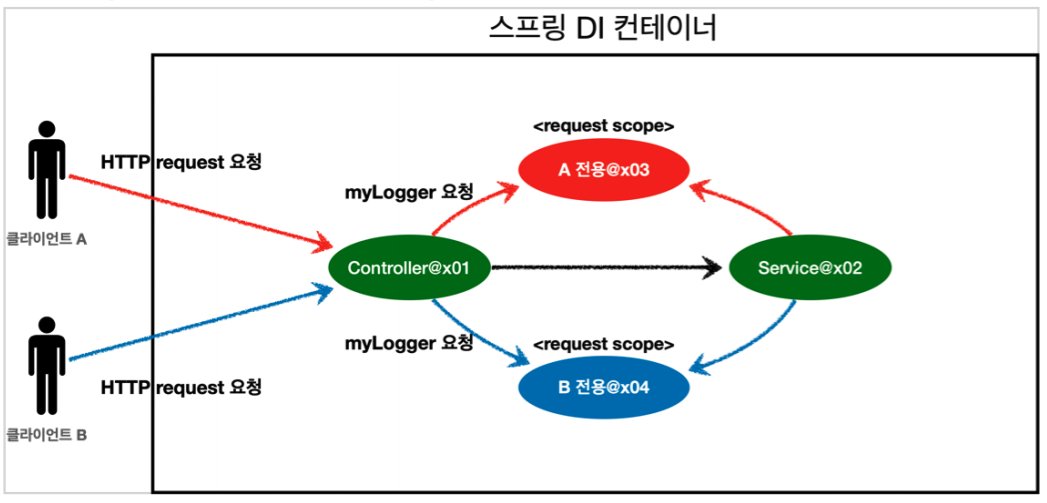 스프링 DI 컨테이너
<request scope>
HTTP request 요청
A 전용@x03
myLogger 요청
클라이언트 A
Controller@x01
Service@x02
myLogger 요청
<request scope>
HTTP request 요청
B 전용@x04
클라이언트 B